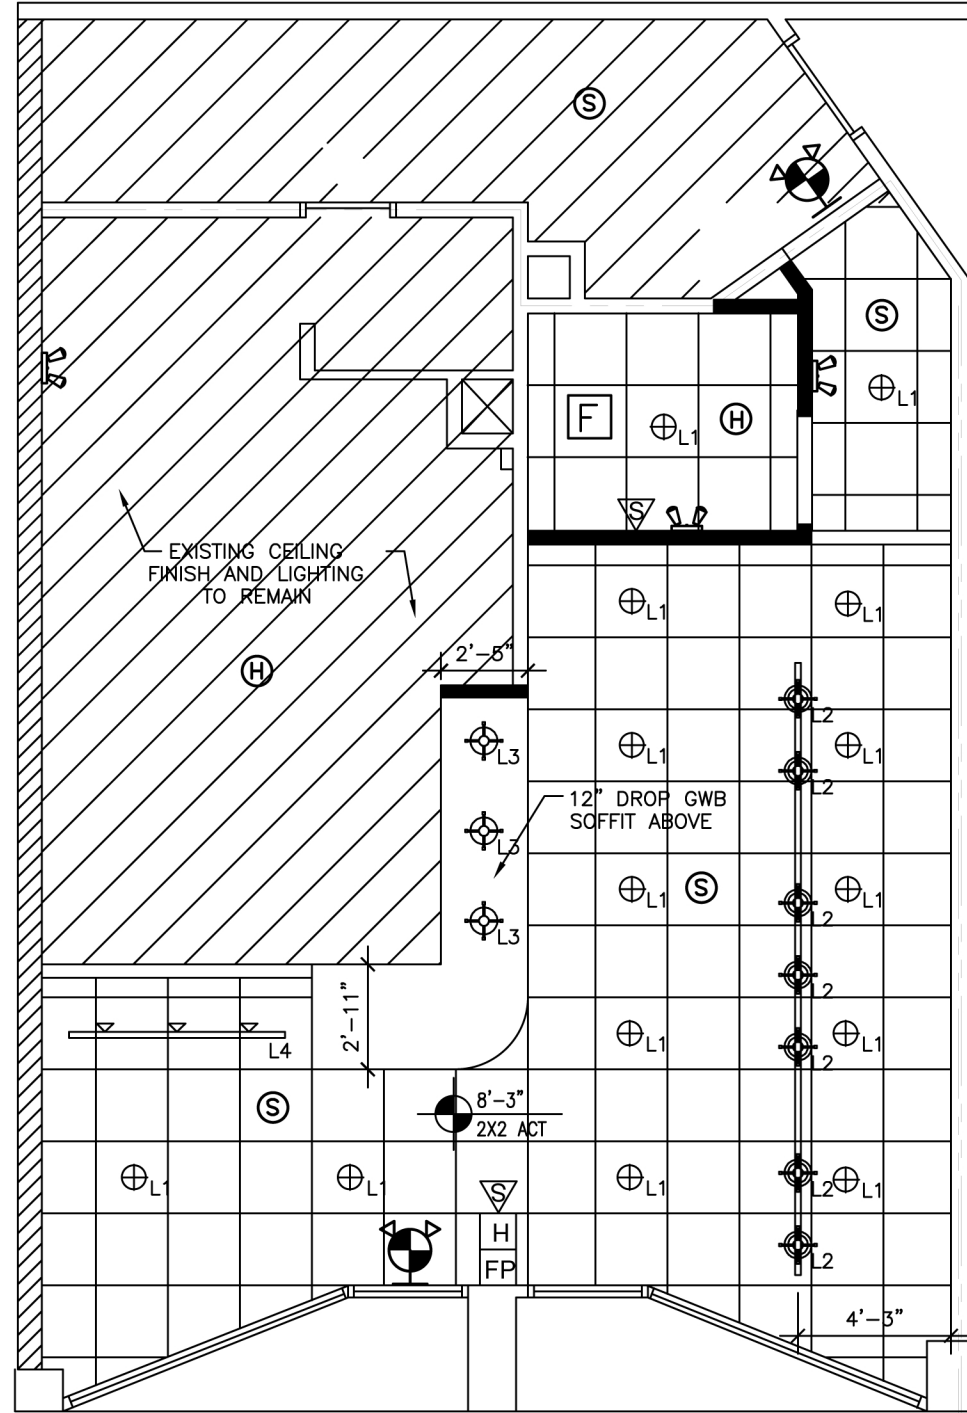 S
S
L1
F
L1
H
S
EXISTING CEILING
FINISH AND LIGHTING
TO REMAIN
L1
L1
H
2'-5"
L2
L3
L1
L1
L2
12" DROP GWB
SOFFIT ABOVE
L3
L1
S
L1
L2
L3
L2
2'-11"
L4
L1
L1
L2
S
8'-3"
2X2 ACT
L1
L1
S
L1
L2
L1
H
L2
FP
4'-3"